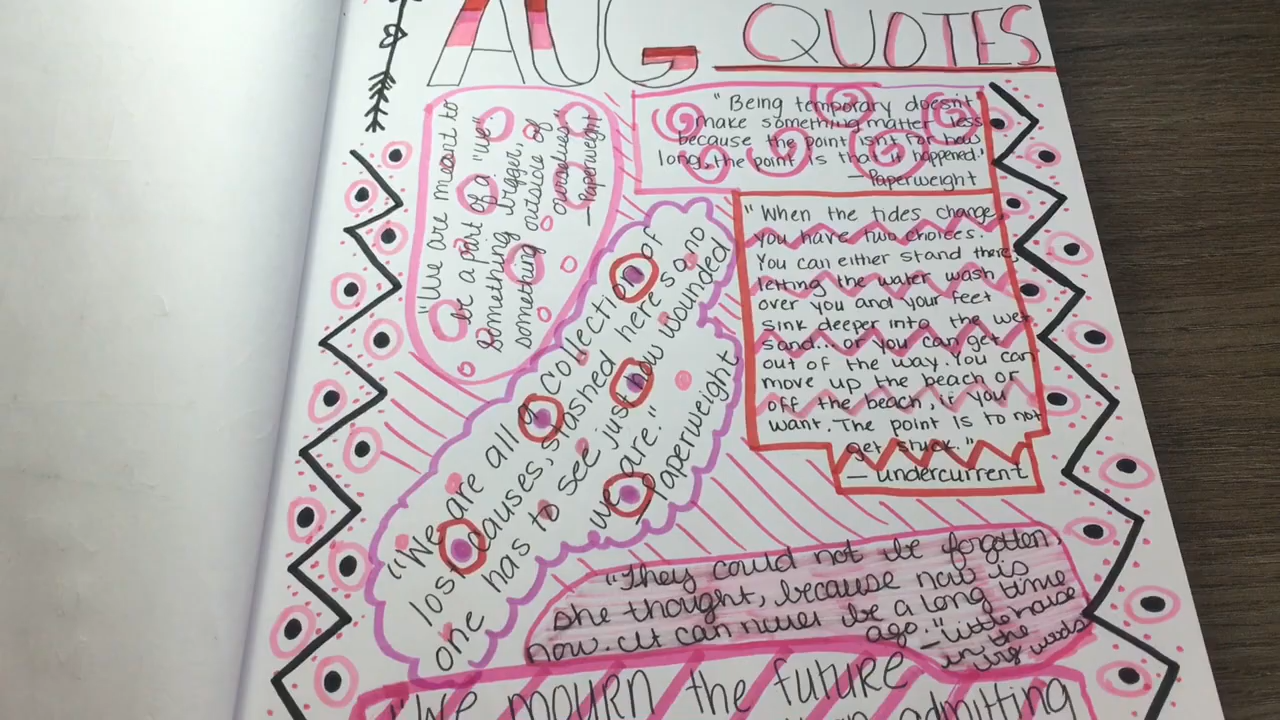 AUG QUOTES
"We are meant to
be a part of a "we"
something bigger,
something outside of
ourselves"
—Paperweight
"Being temporary doesn't
make something matter less
because the point isn't for how
long, the point is that it happened."
—Paperweight
"When the tides change,
you have two choices.
You can either stand there,
letting the water wash
over you and your feet
sink deeper into the wet
sand... or you can get
out of the way. You can
move up the beach or
off the beach, if you
want. The point is to not
get stuck."
—undercurrent
"We are all a collection of
lost causes, stashed here so no
one has to see just how wounded
we are."
—Paperweight
"They could not be forgotten,
she thought, because now is
now. It can never be a long time
ago."—Little House
in the
Big Woods
"We mourn the future
admitting